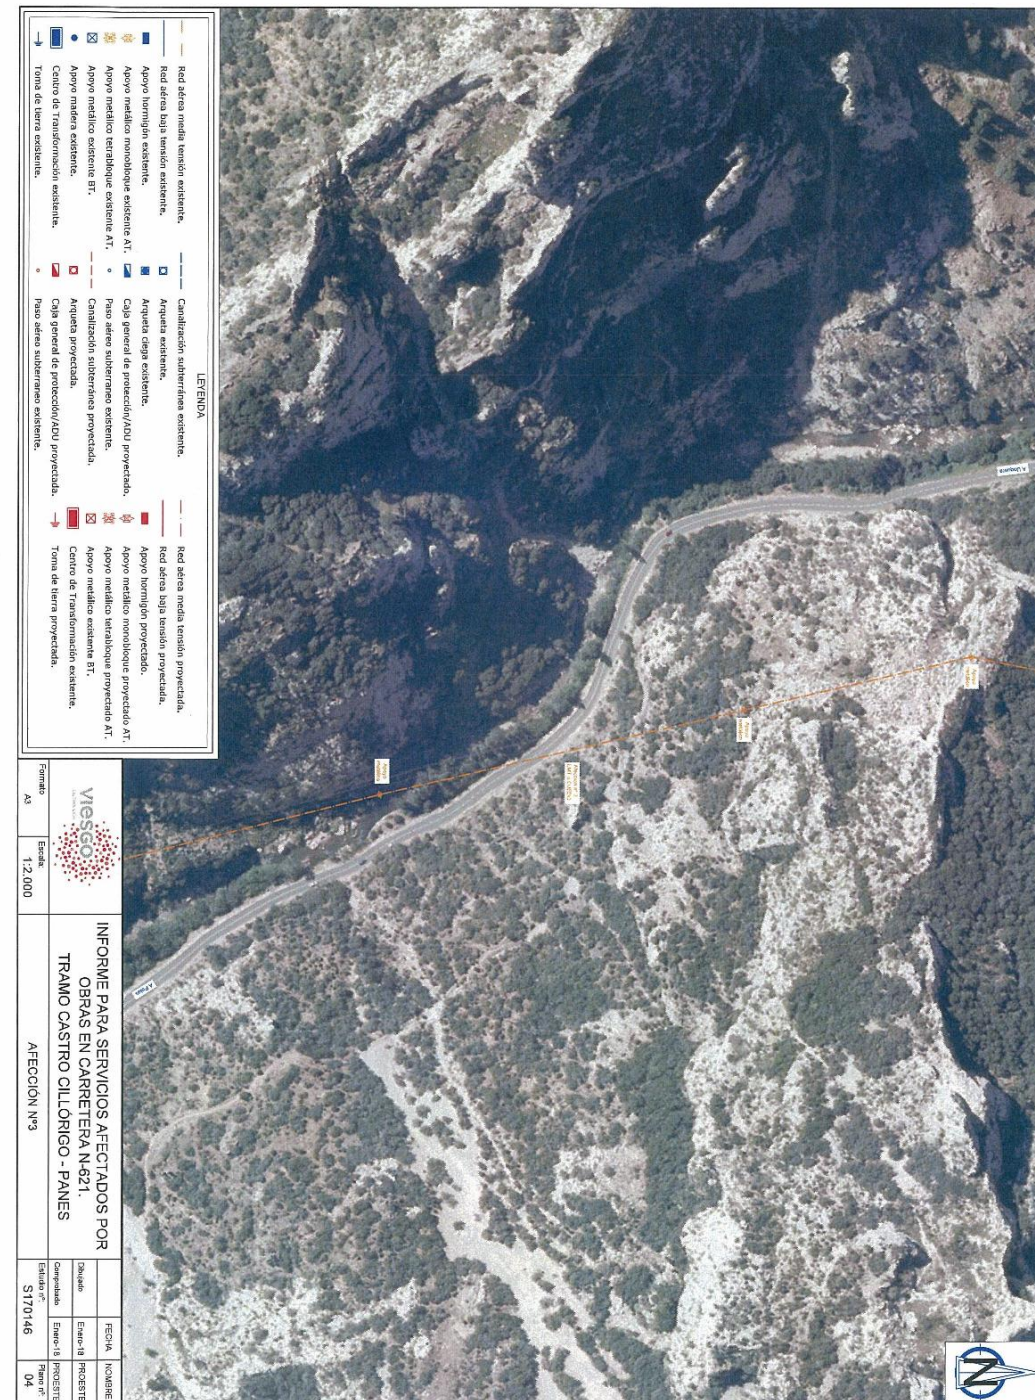 A Unquera
A Potes
LEYENDA
Red aérea media tensión existente.
Red aérea baja tensión existente.
Apoyo hormigón existente.
Apoyo metálico monobloque existente AT.
Apoyo metálico tetrabloque existente AT.
Apoyo metálico existente BT.
Apoyo madera existente.
Centro de Transformación existente.
Toma de tierra existente.
Canalización subterránea existente.
Arqueta existente.
Arqueta ciega existente.
Caja general de protección/ADU proyectado.
Paso aéreo subterraneo existente.
Canalización subterránea proyectada.
Arqueta proyectada.
Caja general de protección/ADU proyectada.
Paso aéreo subterraneo existente.
Red aérea media tensión proyectada.
Red aérea baja tensión proyectada.
Apoyo hormigón proyectado.
Apoyo metálico monobloque proyectado AT.
Apoyo metálico tetrabloque proyectado AT.
Apoyo metálico existente BT.
Centro de Transformación existente.
Toma de tierra proyectada.
viesgo
Formato
A3
Escala:
1:2.000
INFORME PARA SERVICIOS AFECTADOS POR
OBRAS EN CARRETERA N-621.
TRAMO CASTRO CILLÓRIGO - PANES
AFECCIÓN Nº3
FECHA NOMBRE
Dibujado Enero-18 PROESTE
Comprobado Enero-18 PROESTE
Estudio nº:
S170146
Plano nº:
04
N